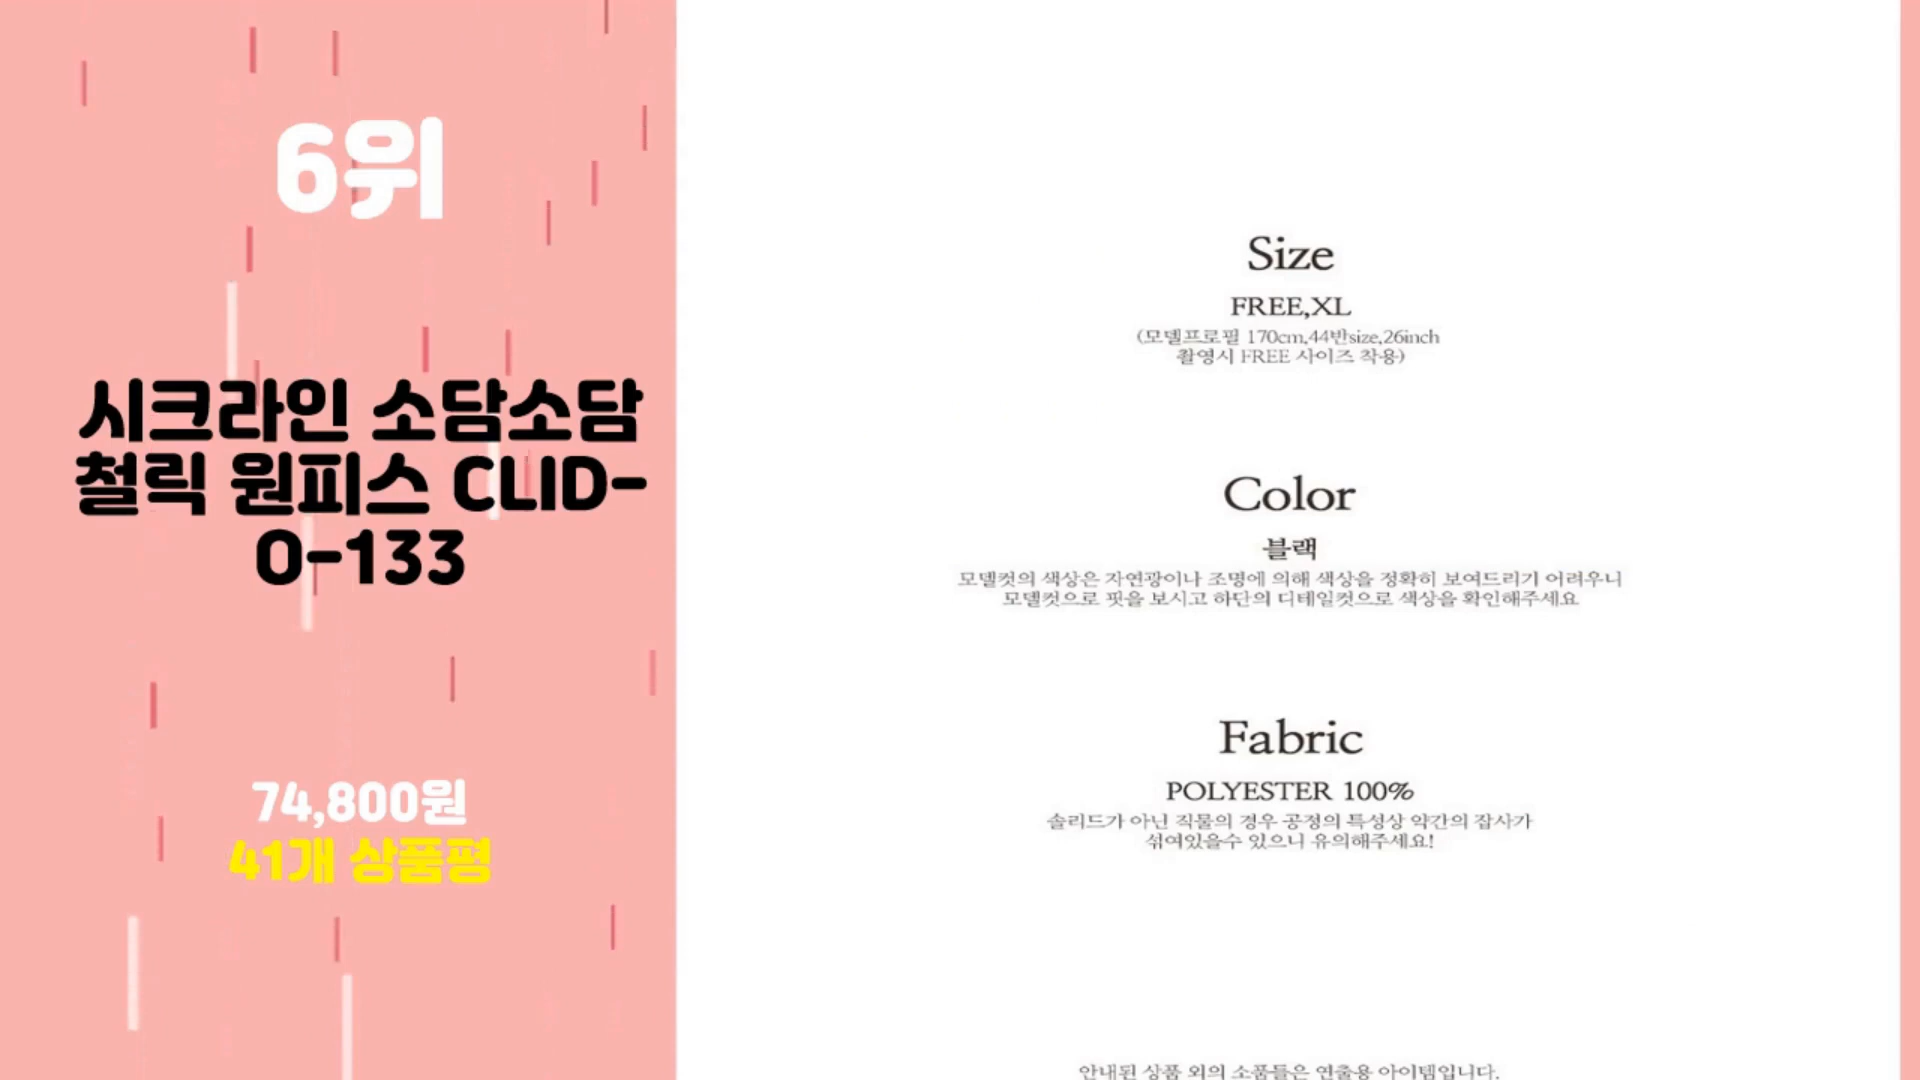 6위
시크라인 소담소담
철릭 원피스 CLID-
O-133
74,800원
41개 상품평
Size
FREE,XL
(모델프로필 170cm,44반size,26inch
촬영시 FREE 사이즈 착용)
Color
블랙
모델컷의 색상은 자연광이나 조명에 의해 색상을 정확히 보여드리기 어려우니
모델컷으로 핏을 보시고 하단의 디테일컷으로 색상을 확인해주세요
Fabric
POLYESTER 100%
솔리드가 아닌 직물의 경우 공정의 특성상 약간의 잡사가
섞여있을수 있으니 유의해주세요!
안내된 상품 외의 소품들은 연출용 아이템입니다.